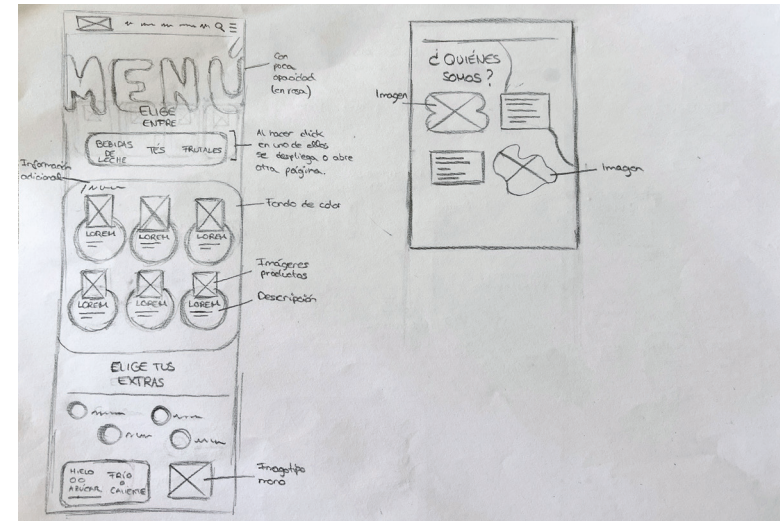 MENÚ
ELIGE
ENTRE
BEBIDAS
DE
LECHE
TÉS
FRUTALES
Con
poca
opacidad
(en rosa)
Al hacer click
en uno de ellos
se despliega o abre
otra página.
Información
adicional
Fondo de color
LOREM
LOREM
LOREM
Imágenes
productos
LOREM
LOREM
LOREM
Descripción
ELIGE TUS
EXTRAS
HIELO
AZÚCAR
FRÍO
O
CALIENTE
Imagotipo
mono
¿QUIÉNES
SOMOS?
Imagen
Imagen